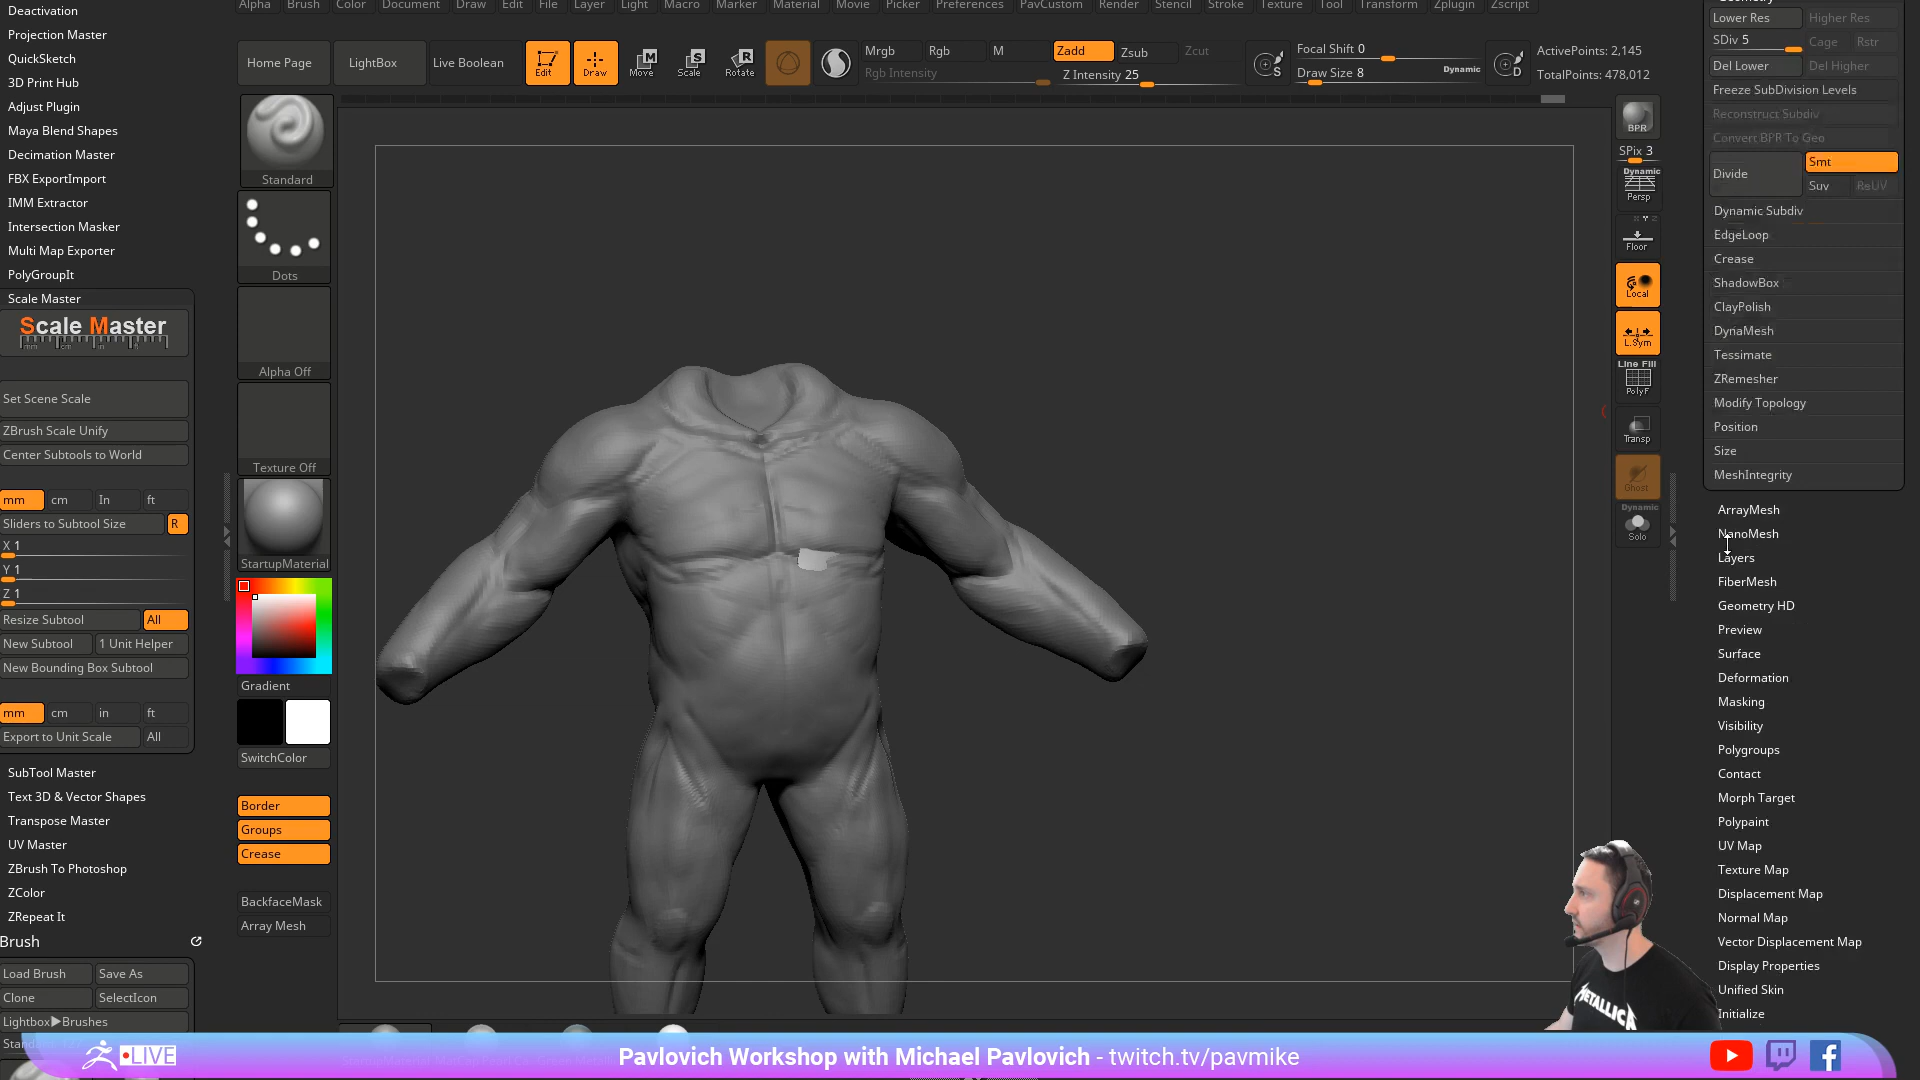 Alpha Brush Color Document Draw Edit File Layer Light Macro Marker Material Movie Picker Preferences PavCustom Render Stencil Stroke Texture Tool Transform Zplugin Zscript
Deactivation
Projection Master
QuickSketch
3D Print Hub
Adjust Plugin
Maya Blend Shapes
Decimation Master
FBX ExportImport
IMM Extractor
Intersection Masker
Multi Map Exporter
PolyGroupIt
Scale Master
Scale Master
Set Scene Scale
ZBrush Scale Unify
Center Subtools to World
mm cm In ft
Sliders to Subtool Size R
X 1
Y 1
Z 1
Resize Subtool All
New Subtool 1 Unit Helper
New Bounding Box Subtool
mm cm in ft
Export to Unit Scale All
SubTool Master
Text 3D & Vector Shapes
Transpose Master
UV Master
ZBrush To Photoshop
ZColor
ZRepeat It
Brush
Load Brush Save As
Clone SelectIcon
Lightbox▶Brushes
Home Page LightBox Live Boolean
Edit Draw Move Scale Rotate
Mrgb Rgb M Zadd Zsub Zcut
Rgb Intensity Z Intensity 25
S Focal Shift 0
Draw Size 8 Dynamic D
ActivePoints: 2,145
TotalPoints: 478,012
Standard
Dots
Alpha Off
Texture Off
StartupMaterial
Gradient
SwitchColor
Border
Groups
Crease
BackfaceMask
Array Mesh
BPR
SPix 3
Dynamic
Persp
Floor
Local
L.Sym
Line Fill
PolyF
Transp
Ghost
Dynamic
Solo
Lower Res Higher Res
SDiv 5 Cage Rstr
Del Lower Del Higher
Freeze SubDivision Levels
Reconstruct Subdiv
Convert BPR To Geo
Divide Smt
Suv ReUV
Dynamic Subdiv
EdgeLoop
Crease
ShadowBox
ClayPolish
DynaMesh
Tessimate
ZRemesher
Modify Topology
Position
Size
MeshIntegrity
ArrayMesh
NanoMesh
Layers
FiberMesh
Geometry HD
Preview
Surface
Deformation
Masking
Visibility
Polygroups
Contact
Morph Target
Polypaint
UV Map
Texture Map
Displacement Map
Normal Map
Vector Displacement Map
Display Properties
Unified Skin
Initialize
METALLICA
LIVE
Pavlovich Workshop with Michael Pavlovich - twitch.tv/pavmike